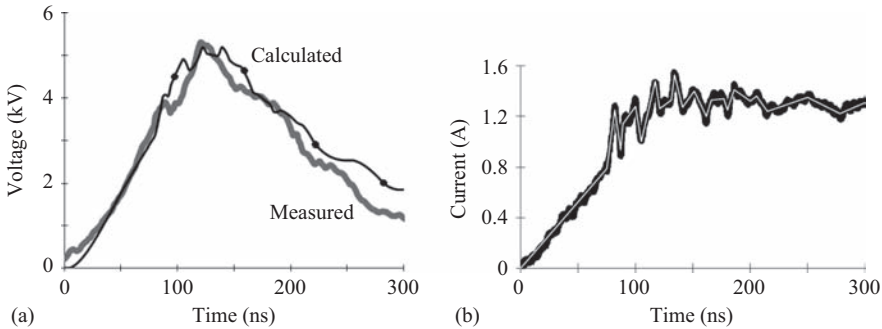 6
4
2
0
Voltage (kV)
Calculated
Measured
0
100
200
300
Time (ns)
(a)
1.6
1.2
0.8
0.4
0
Current (A)
0
100
200
300
Time (ns)
(b)